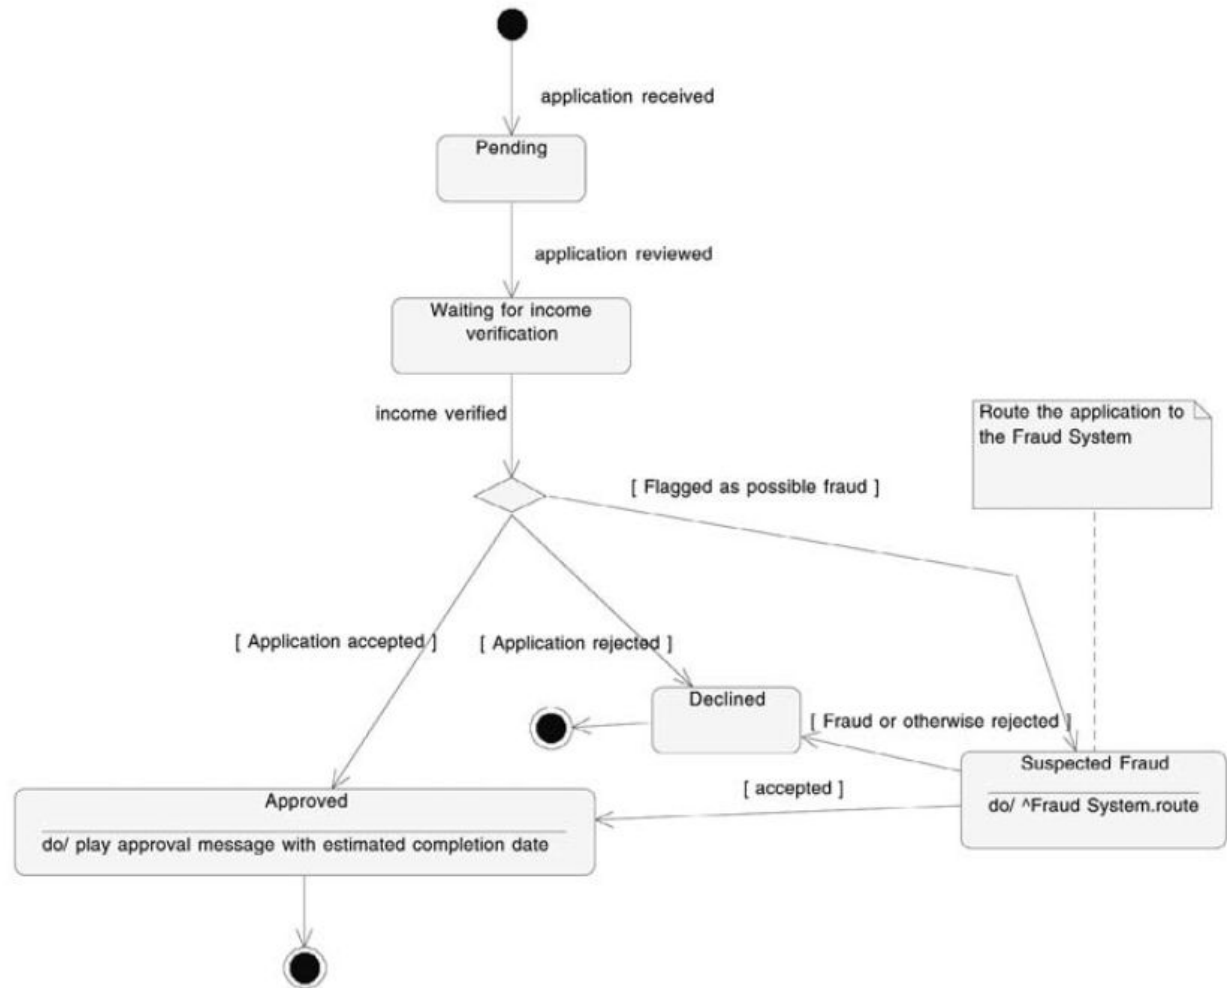 application received
Pending
application reviewed
Waiting for income
verification
income verified
Route the application to
the Fraud System
[ Flagged as possible fraud ]
[ Application accepted ]
[ Application rejected ]
Declined
[ Fraud or otherwise rejected ]
Suspected Fraud
do/ ^Fraud System.route
[ accepted ]
Approved
do/ play approval message with estimated completion date